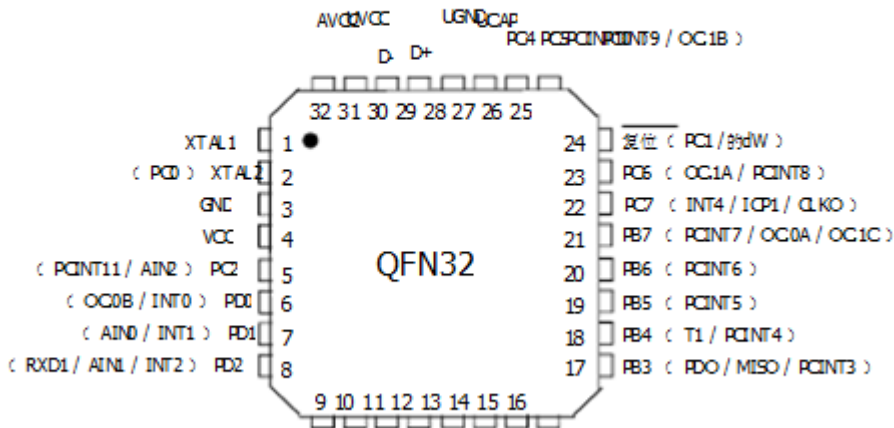 AVCC UVCC UGND UCAP
D- D+ PC4 PC5
32 31 30 29 28 27 26 25
XTAL1 1 24 复位 ( PC1 / 的dW )
( PC0 ) XTAL2 2 23 PC6 ( OC1A / PCINT8 )
GND 3 22 PC7 ( INT4 / ICP1 / CLKO )
VCC 4 21 PB7 ( PCINT7 / OC0A / OC1C )
QFN32
( PCINT11 / AIN2 ) PC2 5 20 PB6 ( PCINT6 )
( OC0B / INT0 ) PD0 6 19 PB5 ( PCINT5 )
( AIN0 / INT1 ) PD1 7 18 PB4 ( T1 / PCINT4 )
( RXD1 / AIN1 / INT2 ) PD2 8 17 PB3 ( PDO / MISO / PCINT3 )
9 10 11 12 13 14 15 16